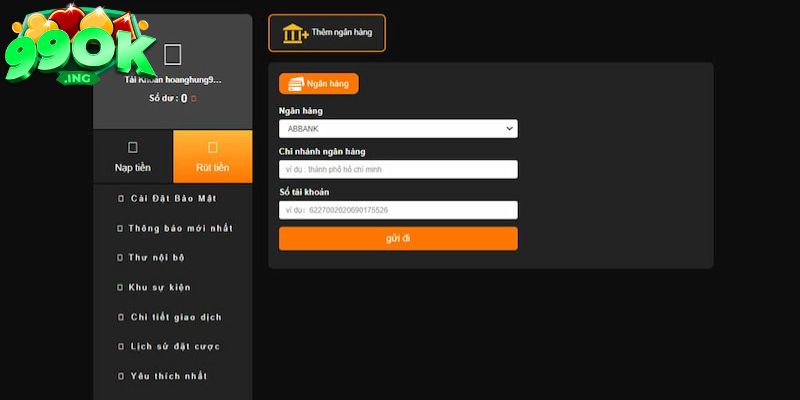 99OK
.ING
Tài Khoản hoanghung9...
Số dư : 0
Nạp tiền
Rút tiền
Cài Đặt Bảo Mật
Thông báo mới nhất
Thư nội bộ
Khu sự kiện
Chi tiết giao dịch
Lịch sử đặt cược
Yêu thích nhất
Thêm ngân hàng
Ngân hàng
Ngân hàng
ABBANK
Chi nhánh ngân hàng
ví dụ : thành phố hồ chí minh
Số tài khoản
ví dụ: 6227002020690175526
gửi đi